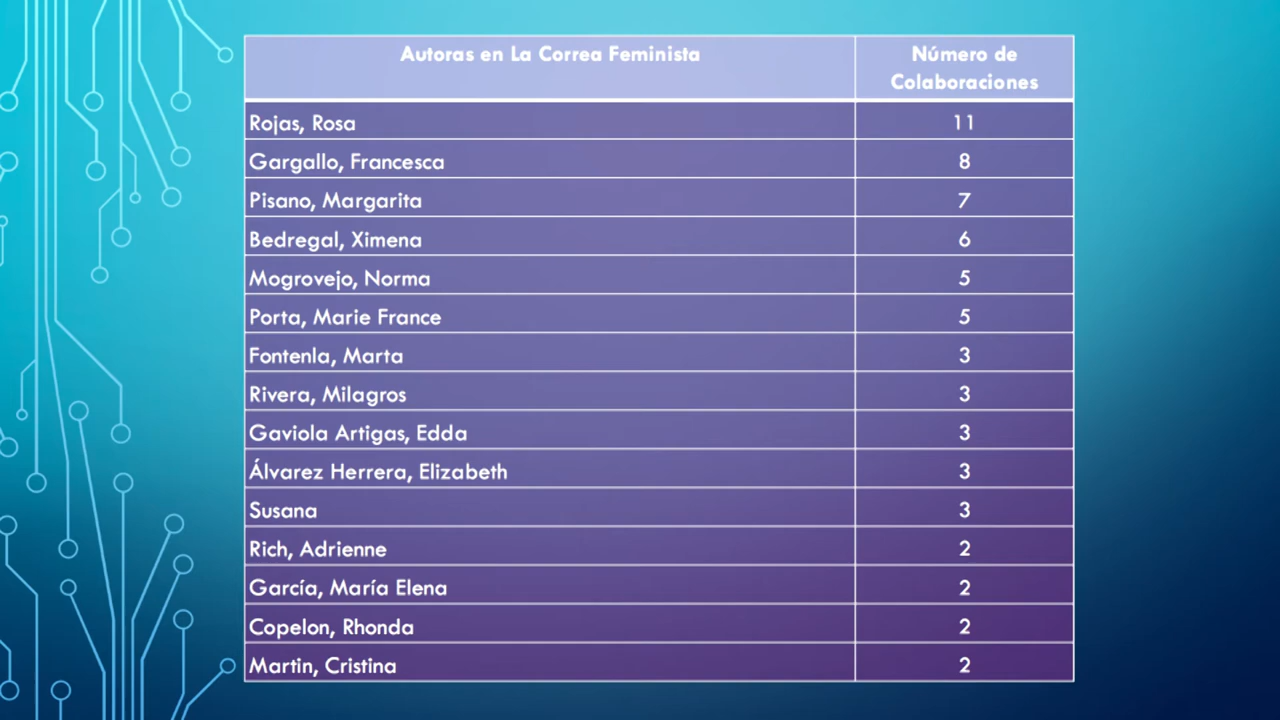 Autoras en La Correa Feminista
Número de
Colaboraciones
Rojas, Rosa 11
Gargallo, Francesca 8
Pisano, Margarita 7
Bedregal, Ximena 6
Mogrovejo, Norma 5
Porta, Marie France 5
Fontenla, Marta 3
Rivera, Milagros 3
Gaviola Artigas, Edda 3
Álvarez Herrera, Elizabeth 3
Susana 3
Rich, Adrienne 2
García, María Elena 2
Copelon, Rhonda 2
Martin, Cristina 2